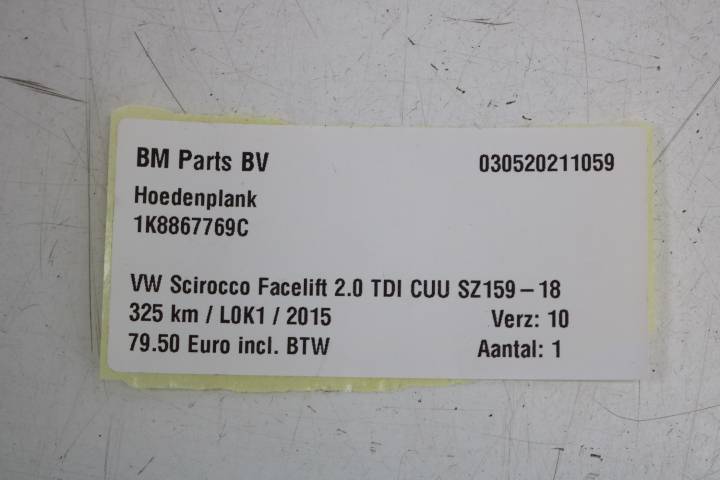 BM Parts BV 030520211059
Hoedenplank
1K8867769C
VW Scirocco Facelift 2.0 TDI CUU SZ159-18
325 km / L0K1 / 2015 Verz: 10
79.50 Euro incl. BTW Aantal: 1